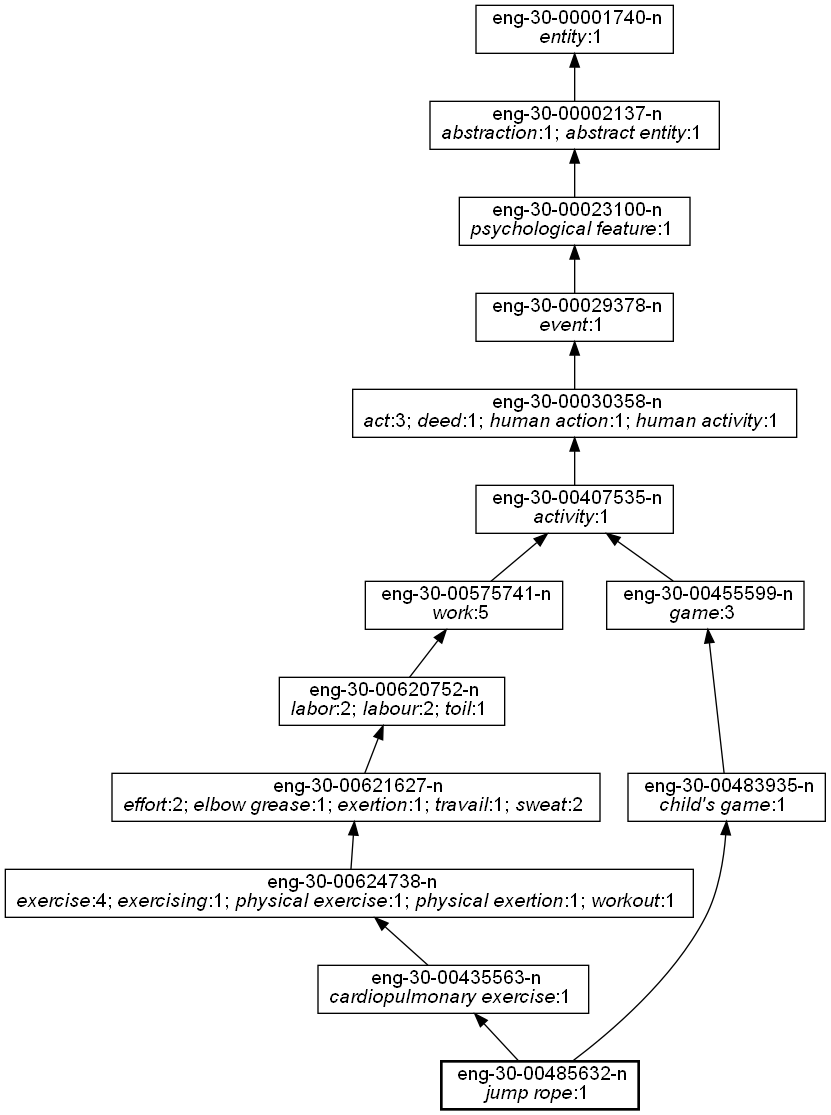 eng-30-00001740-n
entity:1
eng-30-00002137-n
abstraction:1; abstract entity:1
eng-30-00023100-n
psychological feature:1
eng-30-00029378-n
event:1
eng-30-00030358-n
act:3; deed:1; human action:1; human activity:1
eng-30-00407535-n
activity:1
eng-30-00575741-n
work:5
eng-30-00455599-n
game:3
eng-30-00620752-n
labor:2; labour:2; toil:1
eng-30-00621627-n
effort:2; elbow grease:1; exertion:1; travail:1; sweat:2
eng-30-00483935-n
child's game:1
eng-30-00624738-n
exercise:4; exercising:1; physical exercise:1; physical exertion:1; workout:1
eng-30-00435563-n
cardiopulmonary exercise:1
eng-30-00485632-n
jump rope:1